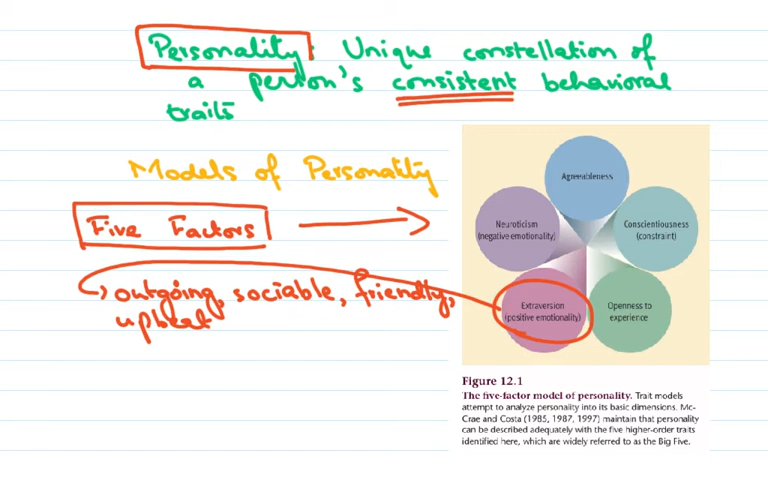 Personality: Unique constellation of
a person's consistent behavioral
traits
Models of Personality
Five Factors
outgoing, sociable, friendly,
upbeat
Agreeableness
Neuroticism
(negative emotionality)
Conscientiousness
(constraint)
Extraversion
(positive emotionality)
Openness to
experience
Figure 12.1
The five-factor model of personality. Trait models
attempt to analyze personality into its basic dimensions. Mc-
Crae and Costa (1985, 1987, 1997) maintain that personality
can be described adequately with the five higher-order traits
identified here, which are widely referred to as the Big Five.